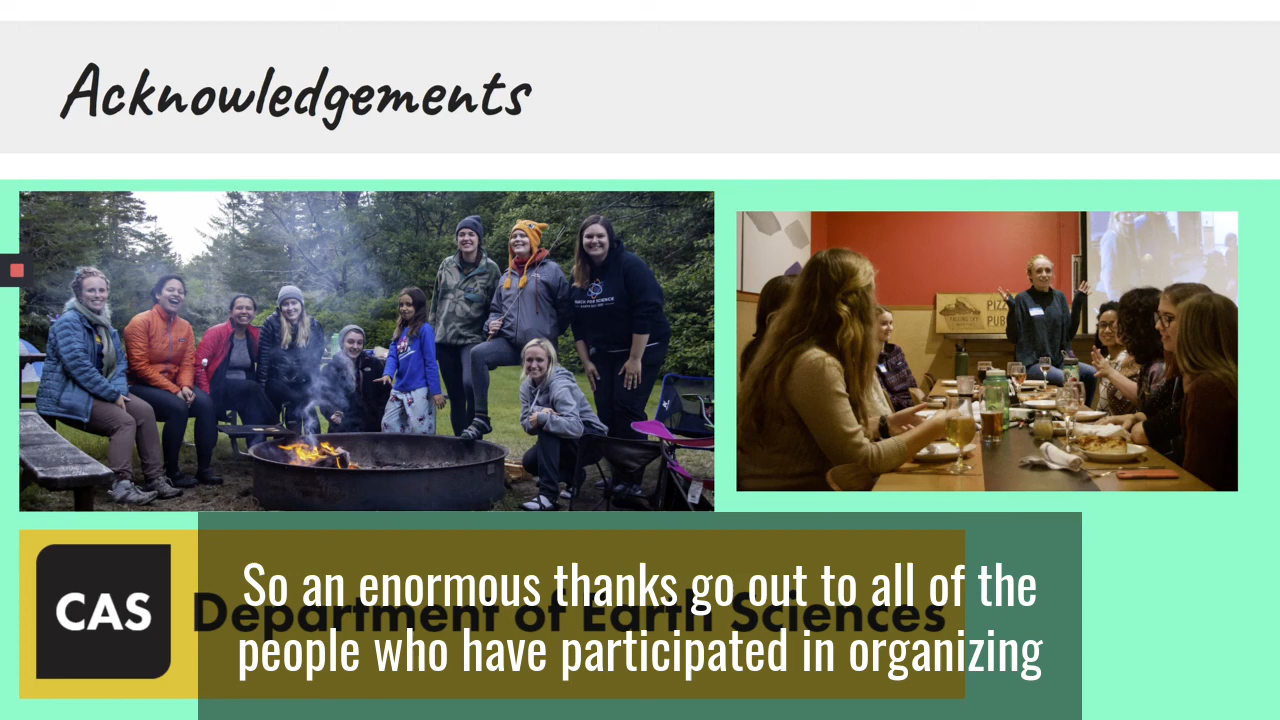 Acknowledgements
CAS
Department of Earth Sciences
So an enormous thanks go out to all of the
people who have participated in organizing